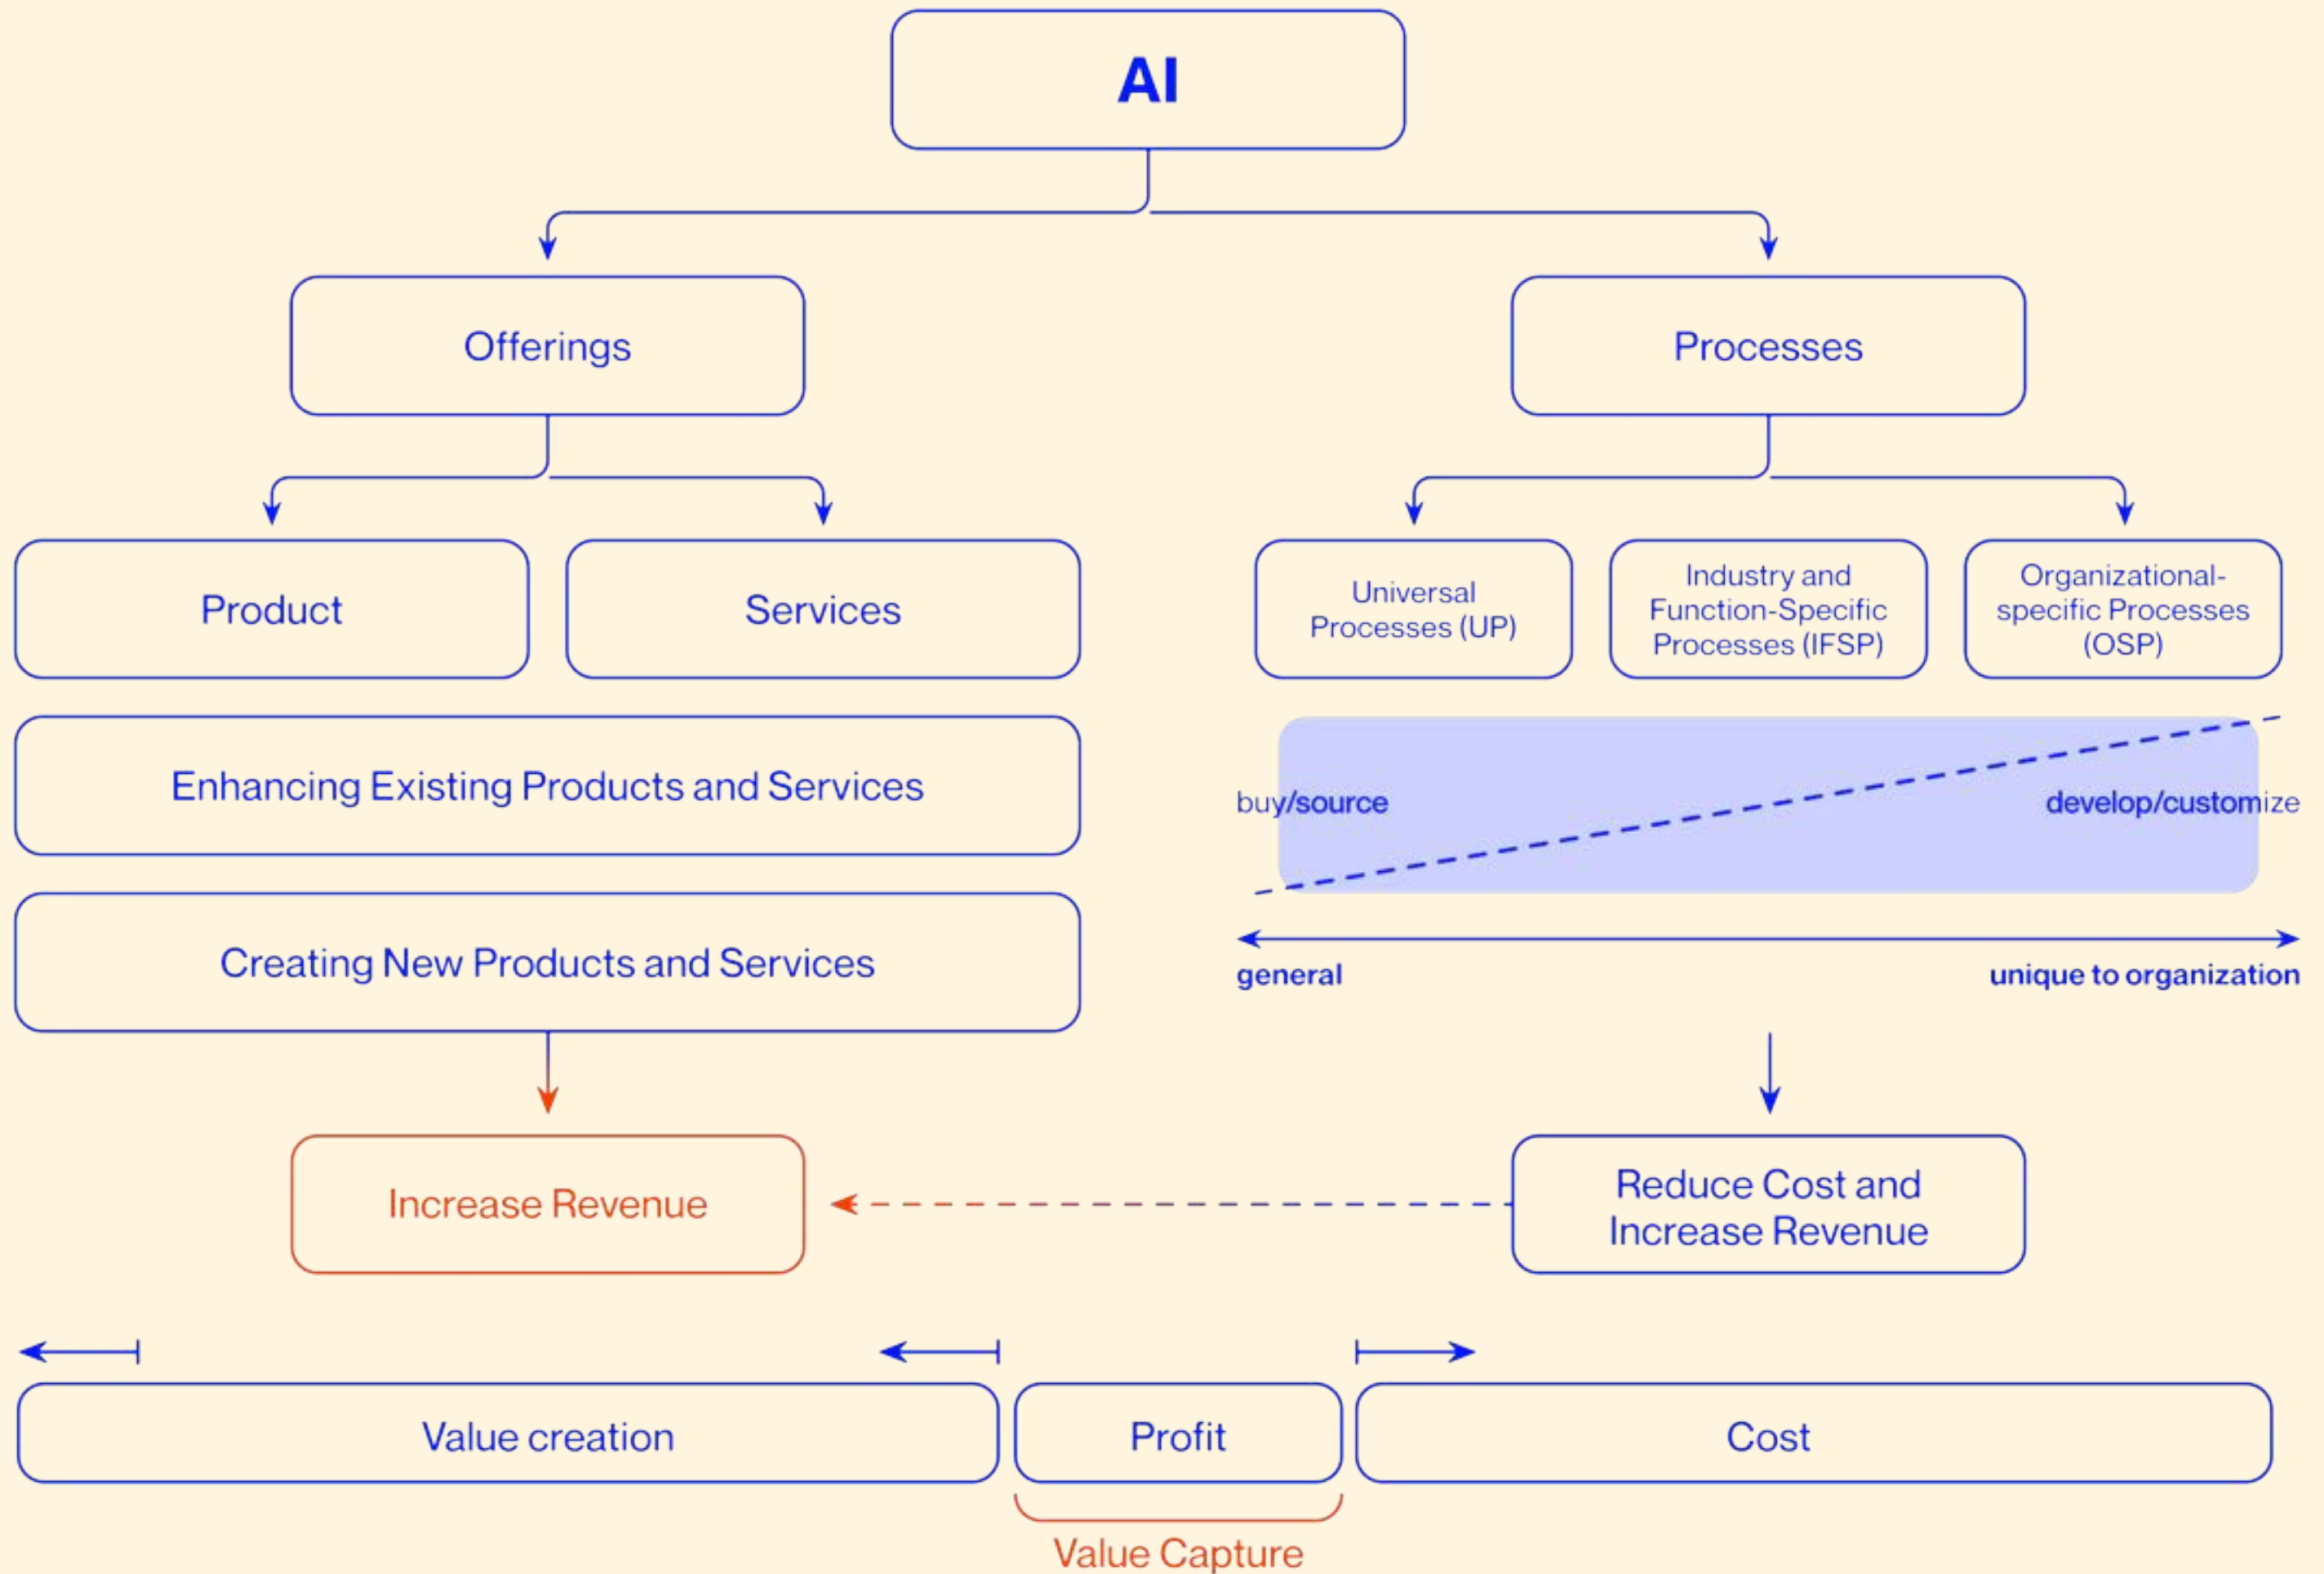 AI
Offerings
Processes
Product
Services
Universal
Processes (UP)
Industry and
Function-Specific
Processes (IFSP)
Organizational-
specific Processes
(OSP)
Enhancing Existing Products and Services
buy/source
develop/customize
Creating New Products and Services
general
unique to organization
Increase Revenue
Reduce Cost and
Increase Revenue
Value creation
Profit
Cost
Value Capture